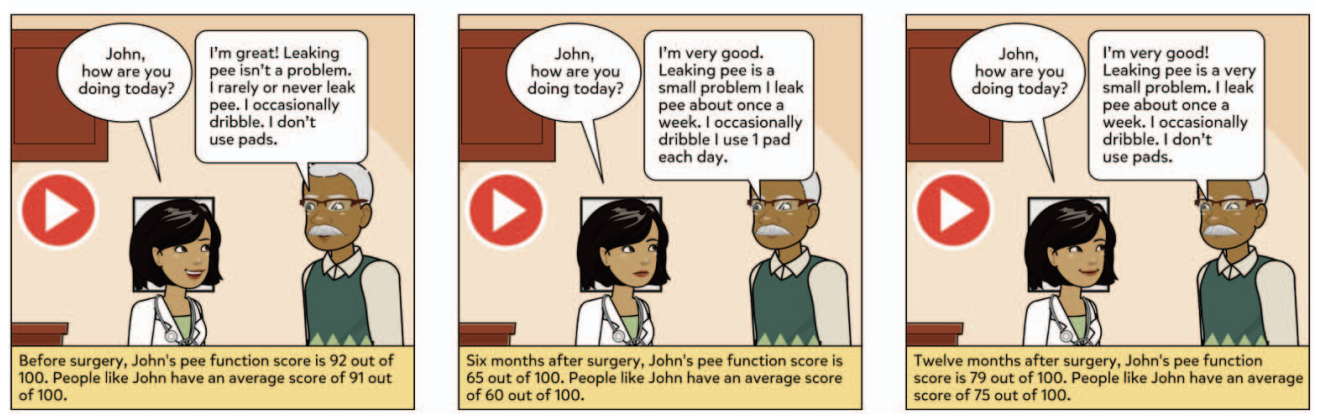 John,
how are you
doing today?
I'm great! Leaking
pee isn't a problem.
I rarely or never leak
pee. I occasionally
dribble. I don't
use pads.
Before surgery, John's pee function score is 92 out of
100. People like John have an average score of 91 out
of 100.
John,
how are you
doing today?
I'm very good.
Leaking pee is a
small problem I leak
pee about once a
week. I occasionally
dribble I use 1 pad
each day.
Six months after surgery, John's pee function score is
65 out of 100. People like John have an average score
of 60 out of 100.
John,
how are you
doing today?
I'm very good!
Leaking pee is a very
small problem. I leak
pee about once a
week. I occasionally
dribble. I don't
use pads.
Twelve months after surgery, John's pee function
score is 79 out of 100. People like John have an average
score of 75 out of 100.